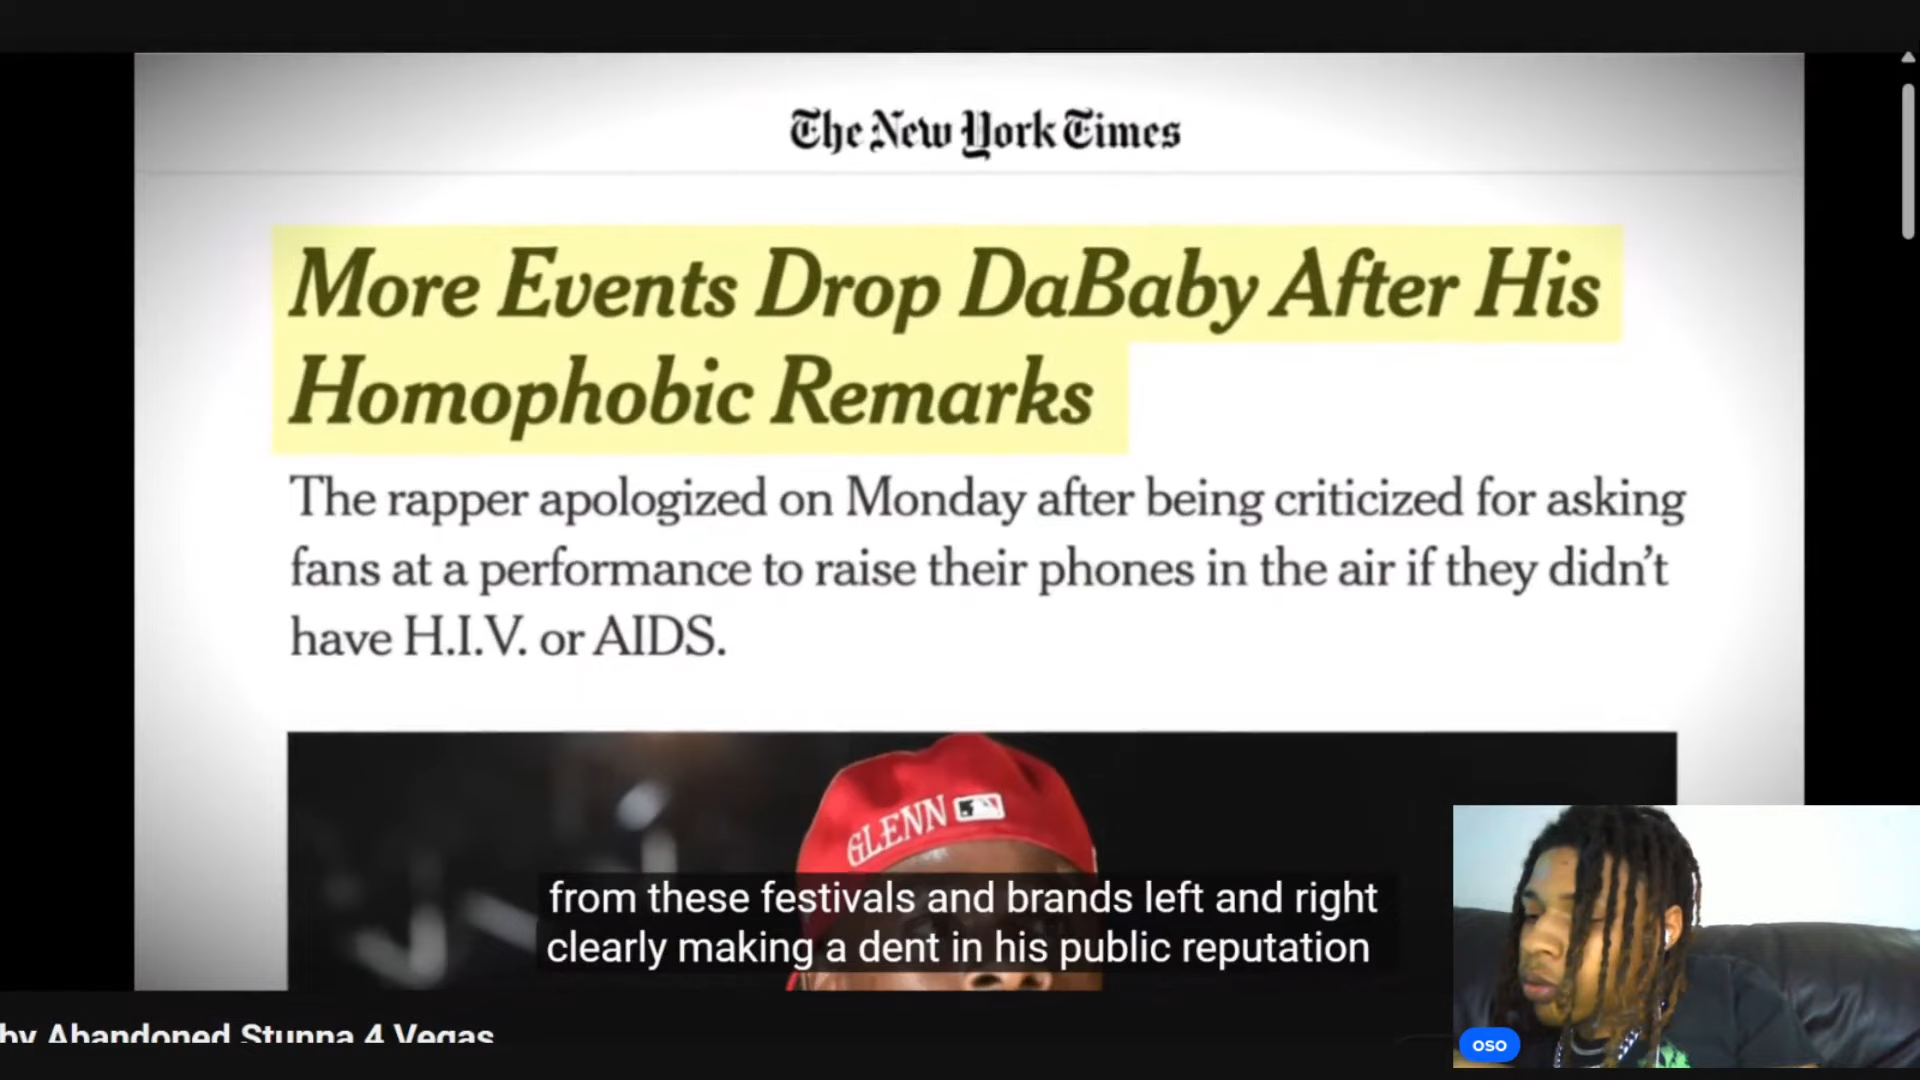 The New York Times
More Events Drop DaBaby After His
Homophobic Remarks
The rapper apologized on Monday after being criticized for asking
fans at a performance to raise their phones in the air if they didn't
have H.I.V. or AIDS.
GLENN
from these festivals and brands left and right
clearly making a dent in his public reputation
by Abandoned Stunna 4 Vegas
oso